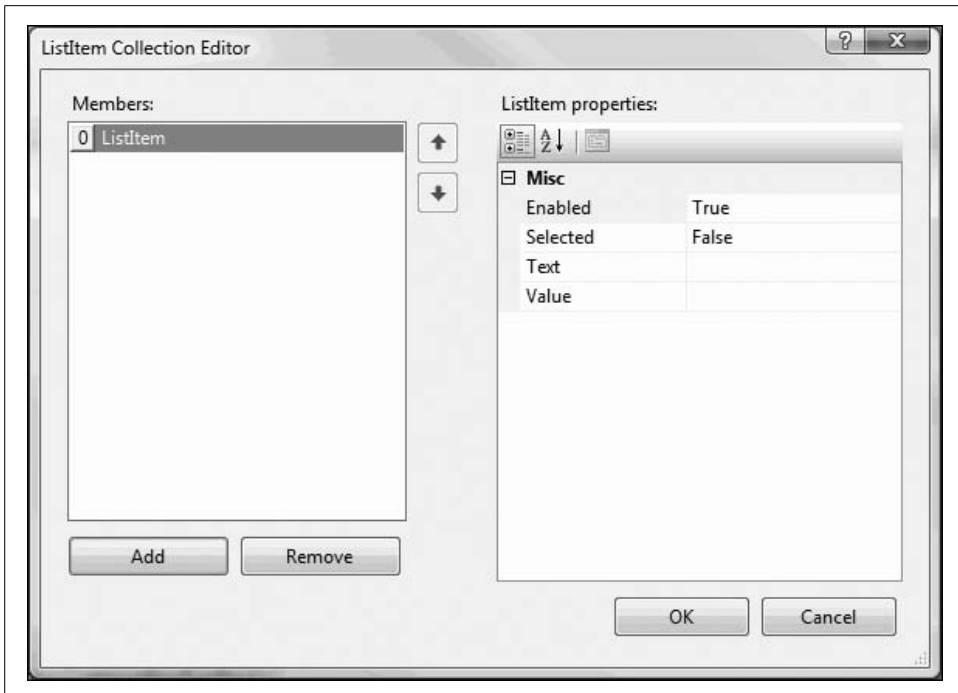 ListItem Collection Editor
?
X
Members:
0 ListItem
Add
Remove
ListItem properties:
A
Z
Misc
Enabled True
Selected False
Text
Value
OK
Cancel